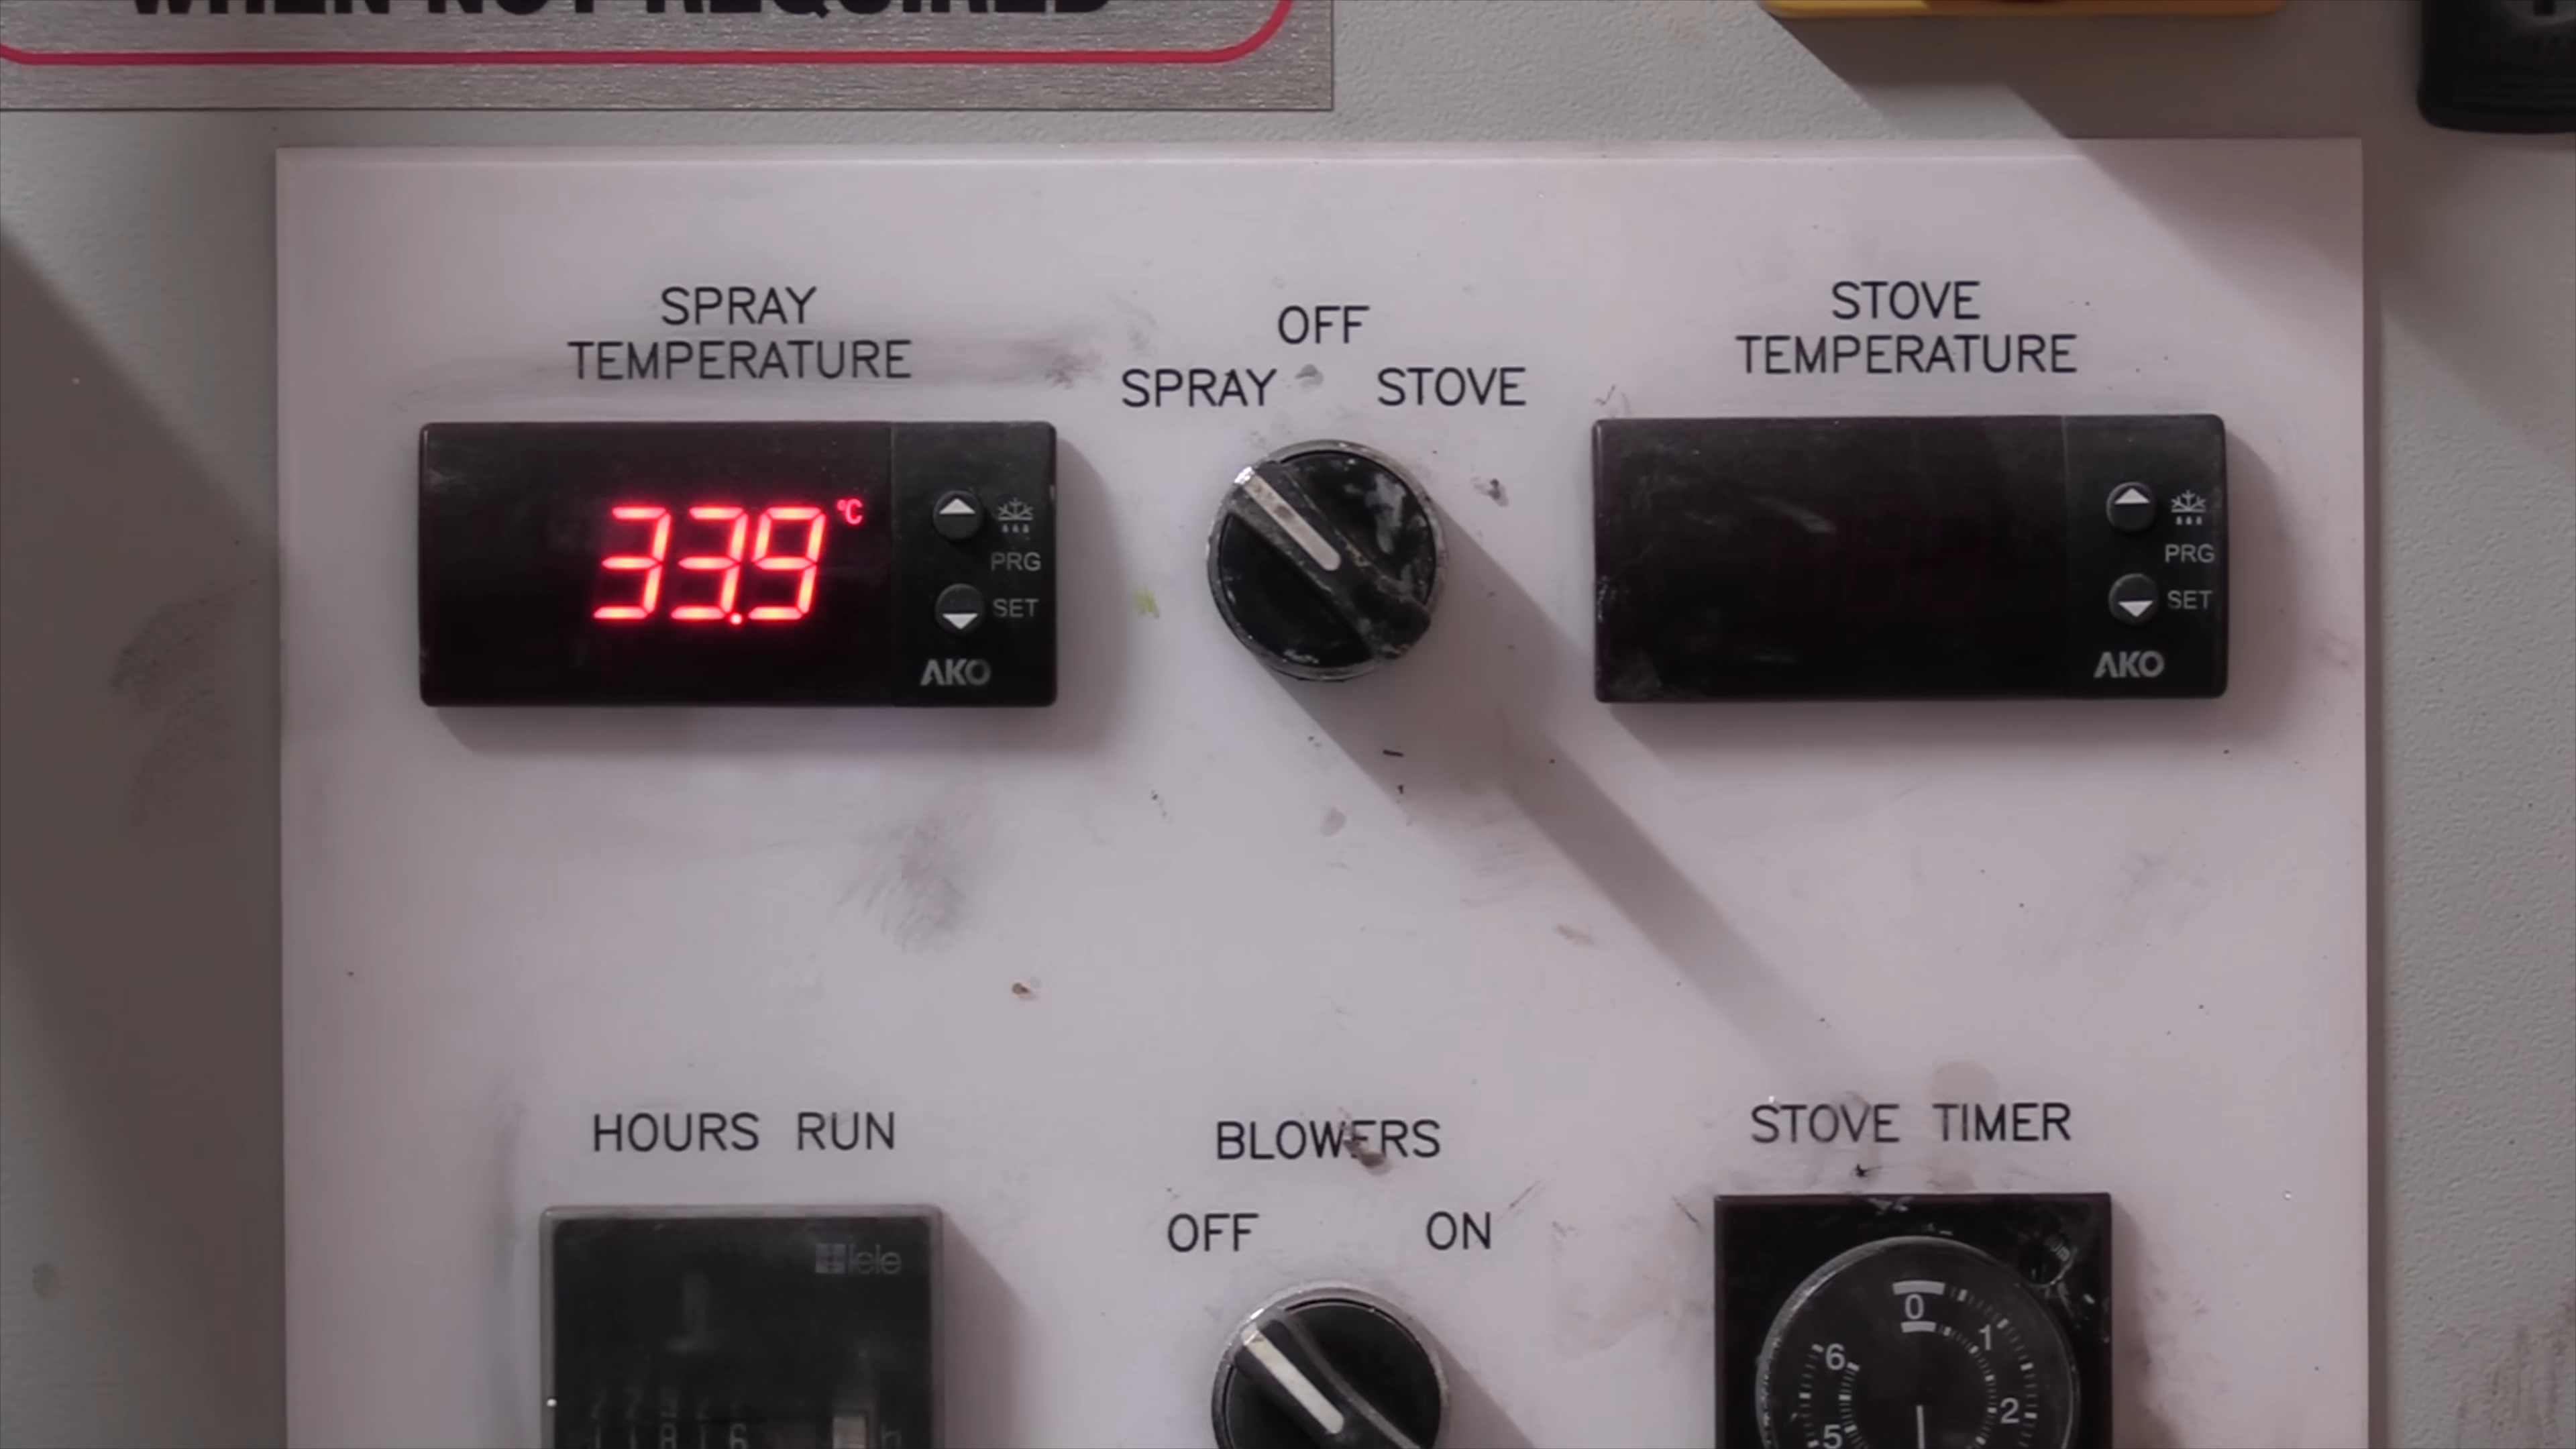 WHEN NOT REQUIRED
SPRAY
TEMPERATURE
OFF
SPRAY STOVE
STOVE
TEMPERATURE
33.9 °C
PRG
SET
AKO
PRG
SET
AKO
HOURS RUN
BLOWERS
OFF ON
STOVE TIMER
lele
0
1
2
5
6
h